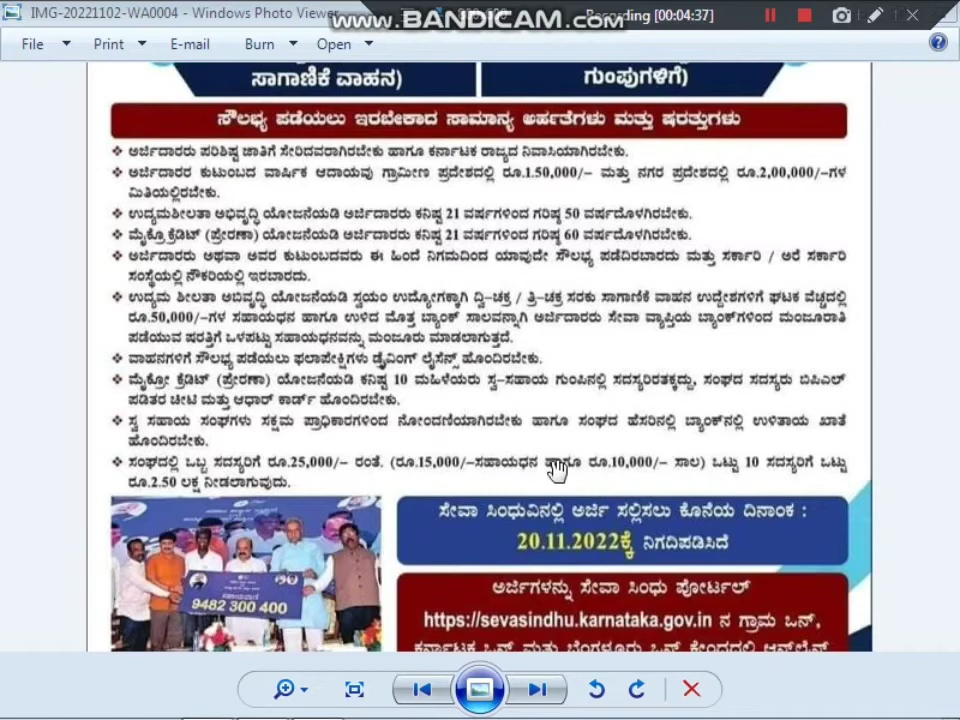 IMG-20221102-WA0004 - Windows Photo Viewer
www.BANDICAM.com
Recording [00:04:37]
File Print E-mail Burn Open
ಸಾಗಾಣಿಕೆ ವಾಹನ)
ಗುಂಪುಗಳಿಗೆ)
ಸೌಲಭ್ಯ ಪಡೆಯಲು ಇರಬೇಕಾದ ಸಾಮಾನ್ಯ ಅರ್ಹತೆಗಳು ಮತ್ತು ಷರತ್ತುಗಳು
❖ ಅರ್ಜಿದಾರರು ಪರಿಶಿಷ್ಟ ಜಾತಿಗೆ ಸೇರಿದವರಾಗಿರಬೇಕು ಹಾಗೂ ಕರ್ನಾಟಕ ರಾಜ್ಯದ ನಿವಾಸಿಯಾಗಿರಬೇಕು.
❖ ಅರ್ಜಿದಾರರ ಕುಟುಂಬದ ವಾರ್ಷಿಕ ಆದಾಯವು ಗ್ರಾಮೀಣ ಪ್ರದೇಶದಲ್ಲಿ ರೂ.1.50,000/- ಮತ್ತು ನಗರ ಪ್ರದೇಶದಲ್ಲಿ ರೂ.2,00,000/-ಗಳ
ಮಿತಿಯಲ್ಲಿರಬೇಕು.
❖ ಉದ್ಯಮಶೀಲತಾ ಅಭಿವೃದ್ಧಿ ಯೋಜನೆಯಡಿ ಅರ್ಜಿದಾರರು ಕನಿಷ್ಟ 21 ವರ್ಷಗಳಿಂದ ಗರಿಷ್ಠ 50 ವರ್ಷದೊಳಗಿರಬೇಕು.
❖ ಮೈಕ್ರೊ ಕ್ರೆಡಿಟ್ (ಪ್ರೇರಣಾ) ಯೋಜನೆಯಡಿ ಅರ್ಜಿದಾರರು ಕನಿಷ್ಟ 21 ವರ್ಷಗಳಿಂದ ಗರಿಷ್ಠ 60 ವರ್ಷದೊಳಗಿರಬೇಕು.
❖ ಅರ್ಜಿದಾರರು ಅಥವಾ ಅವರ ಕುಟುಂಬದವರು ಈ ಹಿಂದೆ ನಿಗಮದಿಂದ ಯಾವುದೇ ಸೌಲಭ್ಯ ಪಡೆದಿರಬಾರದು ಮತ್ತು ಸರ್ಕಾರಿ / ಅರೆ ಸರ್ಕಾರಿ
ಸಂಸ್ಥೆಯಲ್ಲಿ ನೌಕರಿಯಲ್ಲಿ ಇರಬಾರದು.
❖ ಉದ್ಯಮ ಶೀಲತಾ ಅಬಿವೃದ್ಧಿ ಯೋಜನೆಯಡಿ ಸ್ವಯಂ ಉದ್ಯೋಗಕ್ಕಾಗಿ ದ್ವಿ-ಚಕ್ರ / ತ್ರಿ-ಚಕ್ರ ಸರಕು ಸಾಗಾಣಿಕೆ ವಾಹನ ಉದ್ದೇಶಗಳಿಗೆ ಘಟಕ ವೆಚ್ಚದಲ್ಲಿ
ರೂ.50,000/-ಗಳ ಸಹಾಯಧನ ಹಾಗೂ ಉಳಿದ ಮೊತ್ತ ಬ್ಯಾಂಕ್ ಸಾಲವನ್ನಾಗಿ ಅರ್ಜಿದಾರರು ಸೇವಾ ವ್ಯಾಪ್ತಿಯ ಬ್ಯಾಂಕ್‌ಗಳಿಂದ ಮಂಜೂರಾತಿ
ಪಡೆಯುವ ಷರತ್ತಿಗೆ ಒಳಪಟ್ಟು ಸಹಾಯಧನವನ್ನು ಮಂಜೂರು ಮಾಡಲಾಗುತ್ತದೆ.
❖ ವಾಹನಗಳಿಗೆ ಸೌಲಭ್ಯ ಪಡೆಯಲು ಫಲಾಪೇಕ್ಷಿಗಳು ಡ್ರೈವಿಂಗ್ ಲೈಸೆನ್ಸ್ ಹೊಂದಿರಬೇಕು.
❖ ಮೈಕ್ರೋ ಕ್ರೆಡಿಟ್ (ಪ್ರೇರಣಾ) ಯೋಜನೆಯಡಿ ಕನಿಷ್ಠ 10 ಮಹಿಳೆಯರು ಸ್ವ-ಸಹಾಯ ಗುಂಪಿನಲ್ಲಿ ಸದಸ್ಯರಿರತಕ್ಕದ್ದು, ಸಂಘದ ಸದಸ್ಯರು ಬಿಪಿಎಲ್
ಪಡಿತರ ಚೀಟಿ ಮತ್ತು ಆಧಾರ್ ಕಾರ್ಡ್ ಹೊಂದಿರಬೇಕು.
❖ ಸ್ವ ಸಹಾಯ ಸಂಘಗಳು ಸಕ್ಷಮ ಪ್ರಾಧಿಕಾರಗಳಿಂದ ನೋಂದಣಿಯಾಗಿರಬೇಕು ಹಾಗೂ ಸಂಘದ ಹೆಸರಿನಲ್ಲಿ ಬ್ಯಾಂಕ್‌ನಲ್ಲಿ ಉಳಿತಾಯ ಖಾತೆ
ಹೊಂದಿರಬೇಕು.
❖ ಸಂಘದಲ್ಲಿ ಒಬ್ಬ ಸದಸ್ಯರಿಗೆ ರೂ.25,000/- ರಂತೆ. (ರೂ.15,000/-ಸಹಾಯಧನ ಹಾಗೂ ರೂ.10,000/- ಸಾಲ) ಒಟ್ಟು 10 ಸದಸ್ಯರಿಗೆ ಒಟ್ಟು
ರೂ.2.50 ಲಕ್ಷ ನೀಡಲಾಗುವುದು.
ಸಹಾಯವಾಣಿ
9482 300 400
ಸೇವಾ ಸಿಂಧುವಿನಲ್ಲಿ ಅರ್ಜಿ ಸಲ್ಲಿಸಲು ಕೊನೆಯ ದಿನಾಂಕ :
20.11.2022ಕ್ಕೆ ನಿಗದಿಪಡಿಸಿದೆ
ಅರ್ಜಿಗಳನ್ನು ಸೇವಾ ಸಿಂಧು ಪೋರ್ಟಲ್
https://sevasindhu.karnataka.gov.in ನ ಗ್ರಾಮ ಒನ್,
ಕರ್ನಾಟಕ ಒನ್ ಮತ್ತು ಬೆಂಗಳೂರು ಒನ್ ಕೇಂದ್ರದಲ್ಲಿ ಆನ್‌ಲೈನ್